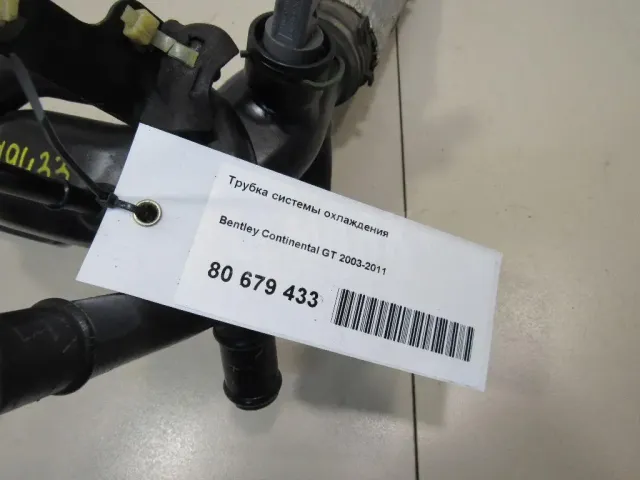 Трубка системы охлаждения
Bentley Continental GT 2003-2011
80 679 433